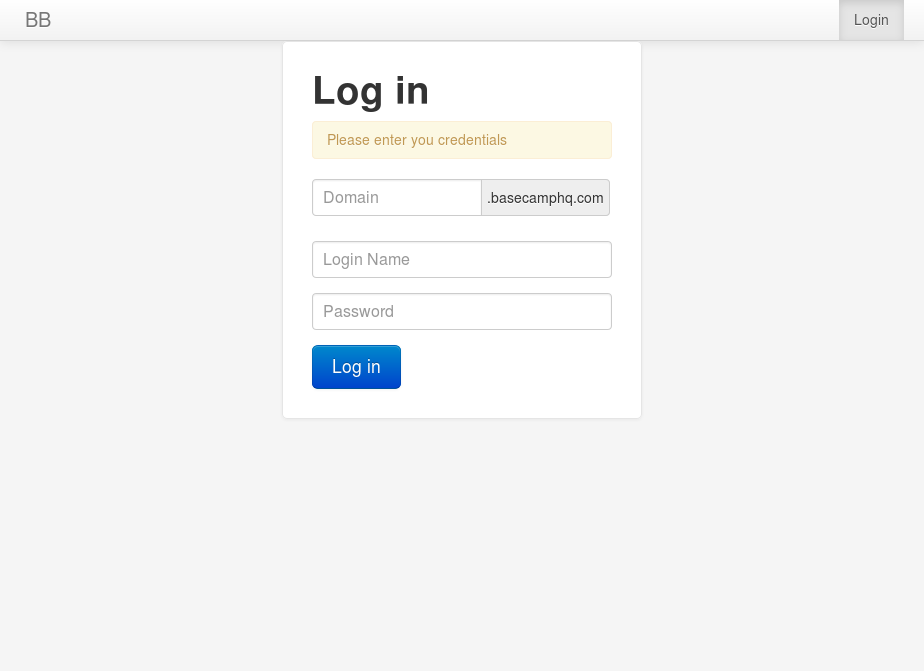 BB
Login
Log in
Please enter you credentials
Domain .basecamphq.com
Login Name
Password
Log in